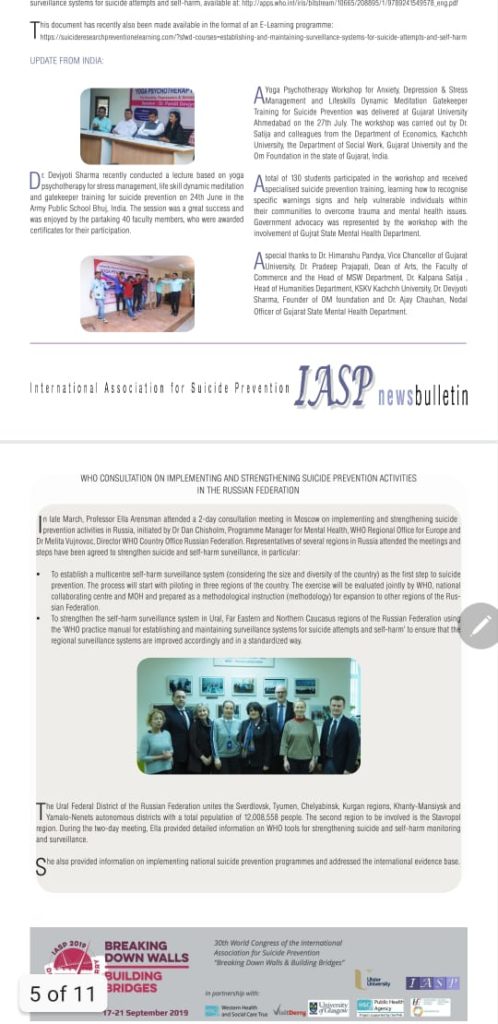 surveillance systems for suicide attempts and self-harm, available at: http://apps.who.int/iris/bitstream/10665/208895/1/9789241549578_eng.pdf
This document has recently also been made available in the format of an E-Learning programme:
https://suicideresearchpreventionelearning.com/?stwd-courses=establishing-and-maintaining-surveillance-systems-for-suicide-attempts-and-self-harm
UPDATE FROM INDIA:
YOGA PSYCHOTHERAPY
Dr. Devjyoti Sharma recently conducted a lecture based on yoga
psychotherapy for stress management, life skill dynamic meditation
and gatekeeper training for suicide prevention on 24th June in the
Army Public School Bhuj, India. The session was a great success and
was enjoyed by the partaking 40 faculty members, who were awarded
certificates for their participation.
A Yoga Psychotherapy Workshop for Anxiety, Depression & Stress
Management and Lifeskills Dynamic Meditation Gatekeeper
Training for Suicide Prevention was delivered at Gujarat University
Ahmedabad on the 27th July. The workshop was carried out by Dr.
Satija and colleagues from the Department of Economics, Kachchh
University, the Department of Social Work, Gujarat University and the
Om Foundation in the state of Gujarat, India.
A total of 130 students participated in the workshop and received
specialised suicide prevention training, learning how to recognise
specific warnings signs and help vulnerable individuals within
their communities to overcome trauma and mental health issues.
Government advocacy was represented by the workshop with the
involvement of Gujrat State Mental Health Department.
A special thanks to Dr. Himanshu Pandya, Vice Chancellor of Gujarat
University, Dr. Pradeep Prajapati, Dean of Arts, the Faculty of
Commerce and the Head of MSW Department, Dr. Kalpana Satija ,
Head of Humanities Department, KSKV Kachchh University, Dr. Devjyoti
Sharma, Founder of OM foundation and Dr. Ajay Chauhan, Nodal
Officer of Gujarat State Mental Health Department.
International Association for Suicide Prevention IASP newsbulletin
WHO CONSULTATION ON IMPLEMENTING AND STRENGTHENING SUICIDE PREVENTION ACTIVITIES
IN THE RUSSIAN FEDERATION
In late March, Professor Ella Arensman attended a 2-day consultation meeting in Moscow on implementing and strengthening suicide
prevention activities in Russia, initiated by Dr Dan Chisholm, Programme Manager for Mental Health, WHO Regional Office for Europe and
Dr Melita Vujnovac, Director WHO Country Office Russian Federation. Representatives of several regions in Russia attended the meetings and
steps have been agreed to strengthen suicide and self-harm surveillance, in particular:
• To establish a multicentre self-harm surveillance system (considering the size and diversity of the country) as the first step to suicide
prevention. The process will start with piloting in three regions of the country. The exercise will be evaluated jointly by WHO, national
collaborating centre and MOH and prepared as a methodological instruction (methodology) for expansion to other regions of the Rus-
sian Federation.
• To strengthen the self-harm surveillance system in Ural, Far Eastern and Northern Caucasus regions of the Russian Federation using
the 'WHO practice manual for establishing and maintaining surveillance systems for suicide attempts and self-harm' to ensure that the
regional surveillance systems are improved accordingly and in a standardized way.
The Ural Federal District of the Russian Federation unites the Sverdlovsk, Tyumen, Chelyabinsk, Kurgan regions, Khanty-Mansiysk and
Yamalo-Nenets autonomous districts with a total population of 12,008,558 people. The second region to be involved is the Stavropol
region. During the two-day meeting, Ella provided detailed information on WHO tools for strengthening suicide and self-harm monitoring
and surveillance.
She also provided information on implementing national suicide prevention programmes and addressed the international evidence base.
IASP 2019
BREAKING
DOWN WALLS
BUILDING
BRIDGES
17-21 September 2019
30th World Congress of the International
Association for Suicide Prevention
"Breaking Down Walls & Building Bridges"
In partnership with:
Western Health
and Social Care Trust
VisitDerry
University
of Glasgow
Public Health
Agency
Ulster
University
IASP
5 of 11